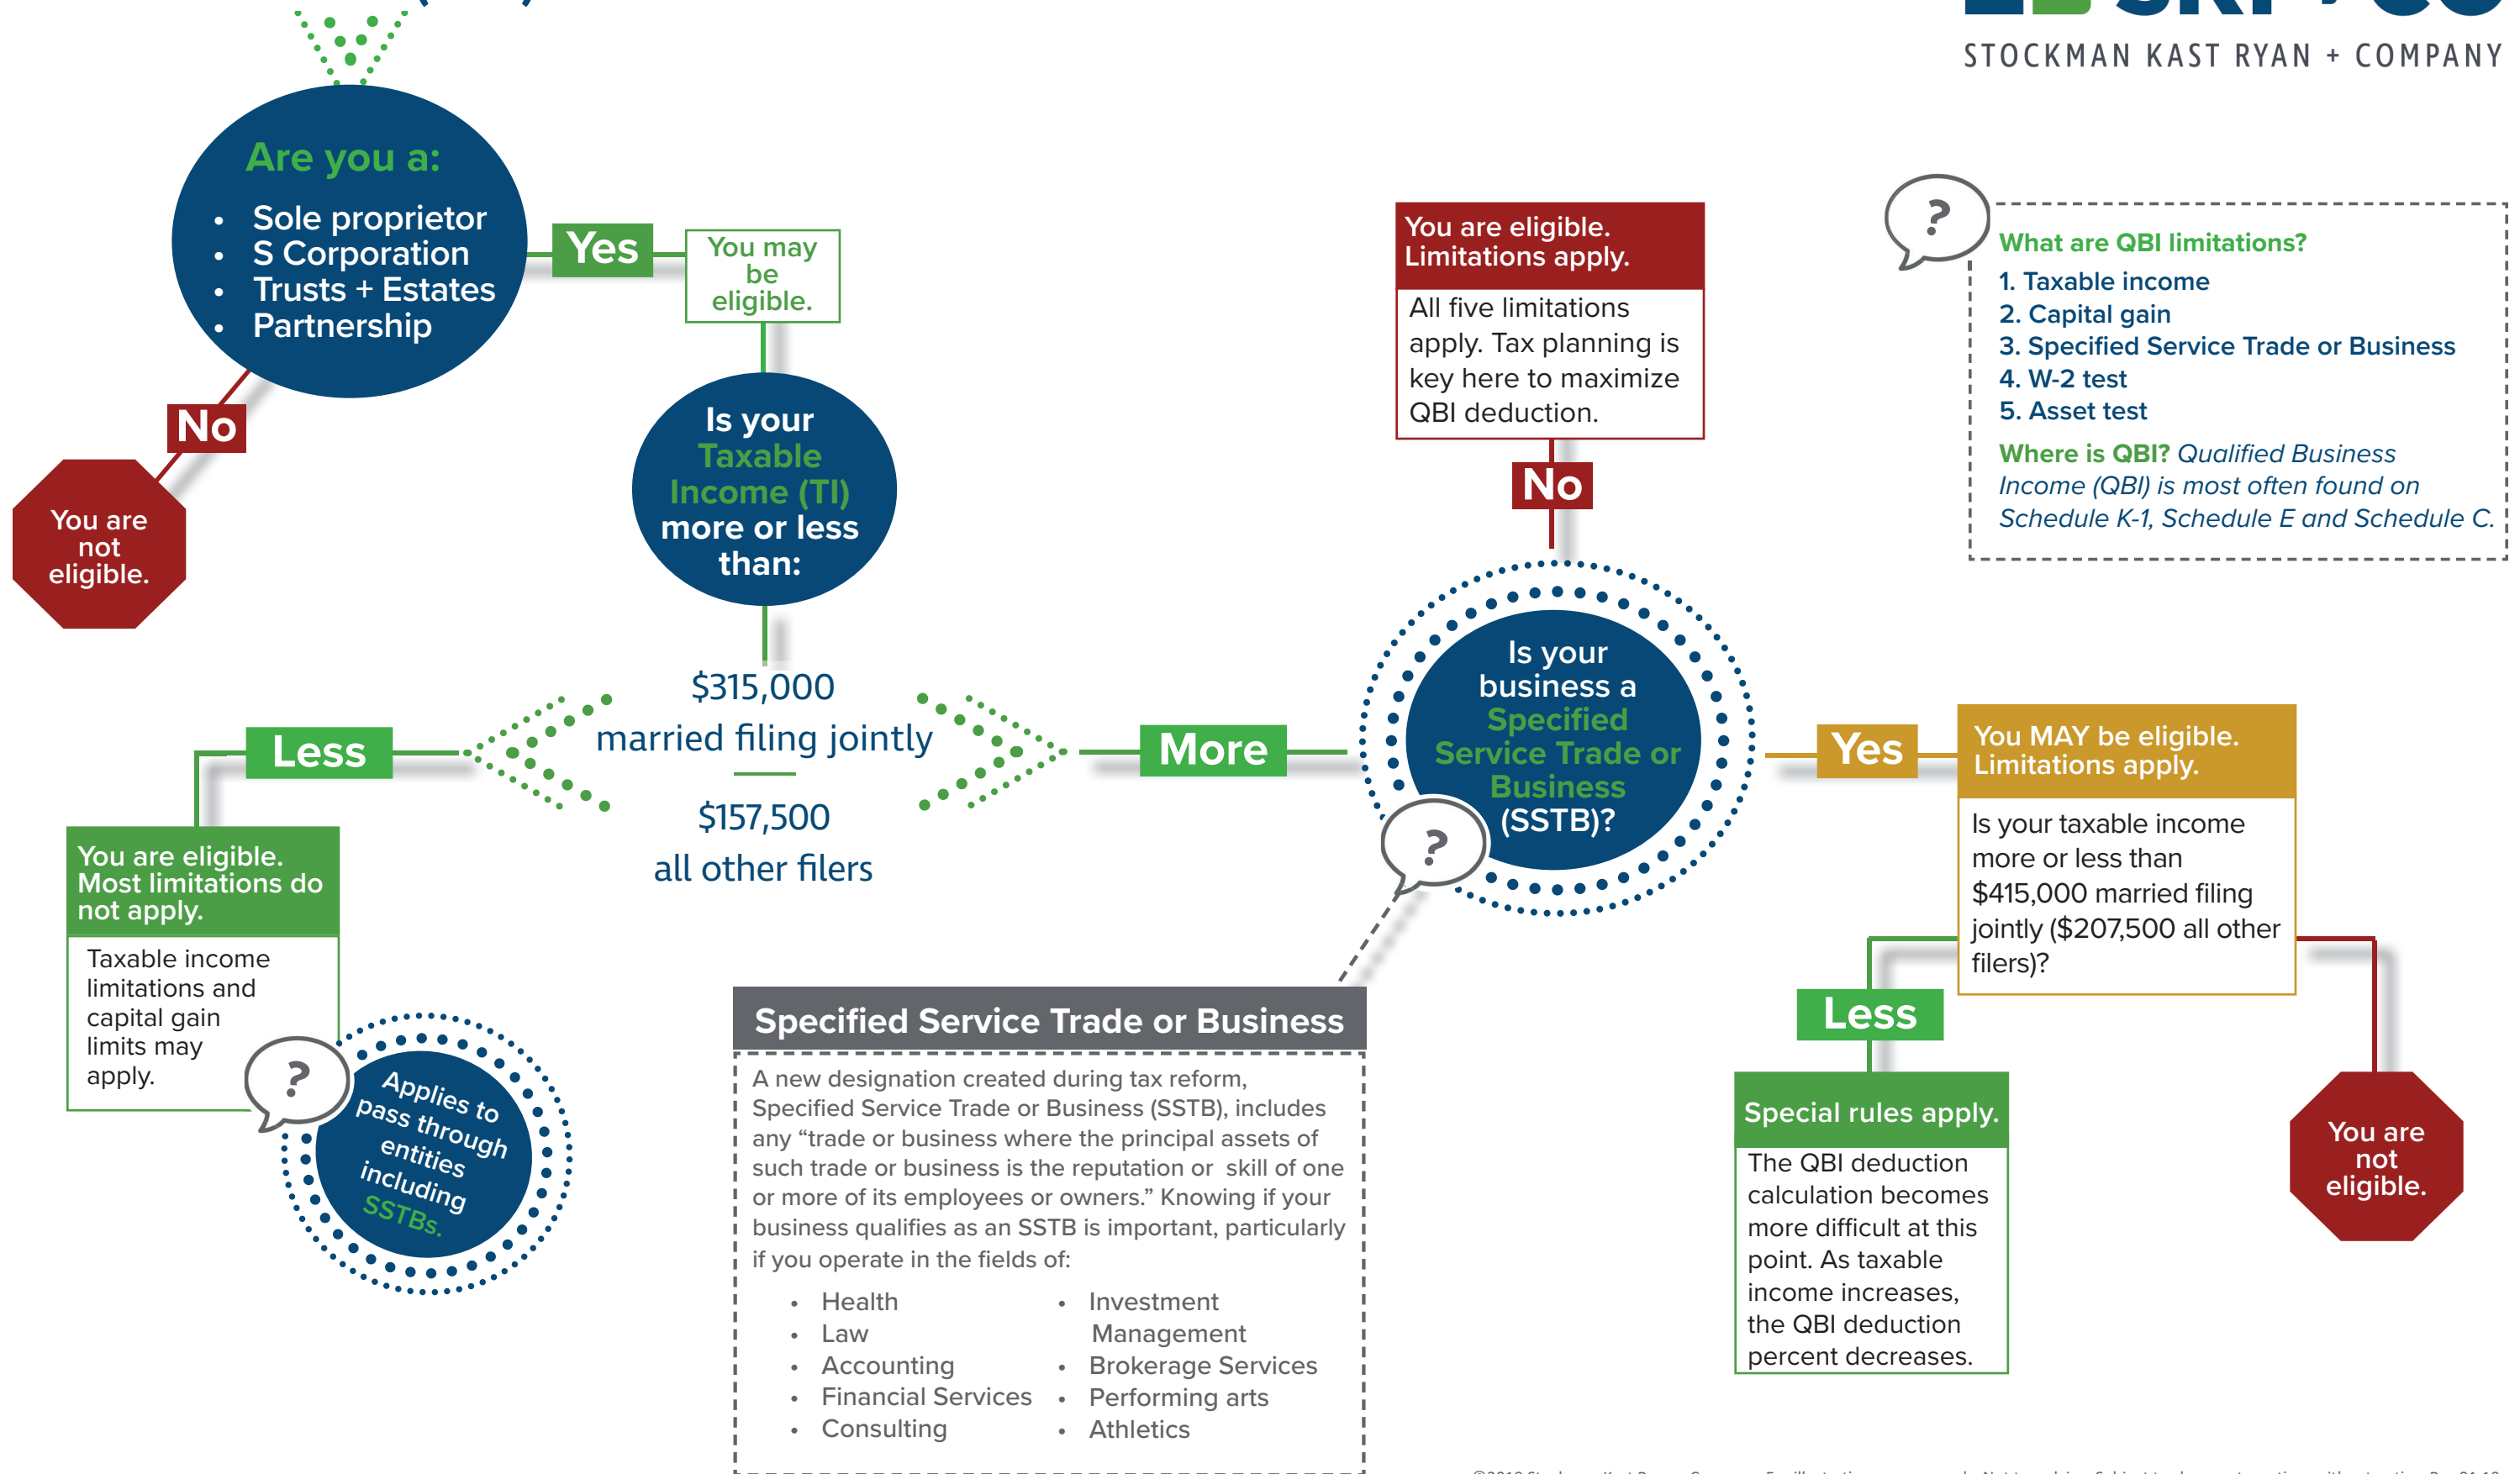 SKR + CO
STOCKMAN KAST RYAN + COMPANY
Are you a:
• Sole proprietor
• S Corporation
• Trusts + Estates
• Partnership
Yes
You may
be
eligible.
No
You are
not
eligible.
Is your
Taxable
Income (TI)
more or less
than:
$315,000
married filing jointly
$157,500
all other filers
Less
You are eligible.
Most limitations do
not apply.
Taxable income
limitations and
capital gain
limits may
apply.
?
Applies to
pass through
entities
including
SSTBs.
More
Is your
business a
Specified
Service Trade or
Business
(SSTB)?
?
No
You are eligible.
Limitations apply.
All five limitations
apply. Tax planning is
key here to maximize
QBI deduction.
?
What are QBI limitations?
1. Taxable income
2. Capital gain
3. Specified Service Trade or Business
4. W-2 test
5. Asset test
Where is QBI? Qualified Business
Income (QBI) is most often found on
Schedule K-1, Schedule E and Schedule C.
Yes
You MAY be eligible.
Limitations apply.
Is your taxable income
more or less than
$415,000 married filing
jointly ($207,500 all other
filers)?
Less
Special rules apply.
The QBI deduction
calculation becomes
more difficult at this
point. As taxable
income increases,
the QBI deduction
percent decreases.
You are
not
eligible.
Specified Service Trade or Business
A new designation created during tax reform,
Specified Service Trade or Business (SSTB), includes
any “trade or business where the principal assets of
such trade or business is the reputation or skill of one
or more of its employees or owners.” Knowing if your
business qualifies as an SSTB is important, particularly
if you operate in the fields of:
• Health
• Law
• Accounting
• Financial Services
• Consulting
• Investment
Management
• Brokerage Services
• Performing arts
• Athletics